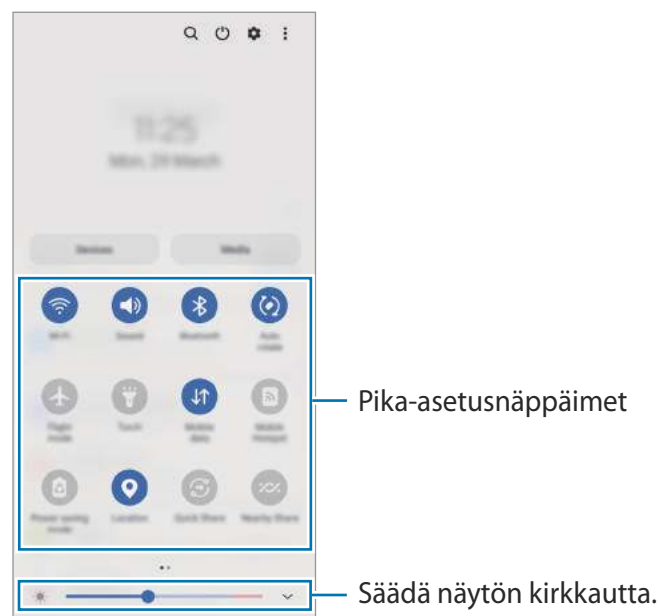 11:25
Mon, 29 March
Devices
Media
Wi-Fi
Sound
Bluetooth
Auto
rotate
Flight
mode
Torch
Mobile
data
Mobile
Hotspot
Power saving
mode
Location
Quick Share
Nearby Share
Pika-asetusnäppäimet
Säädä näytön kirkkautta.